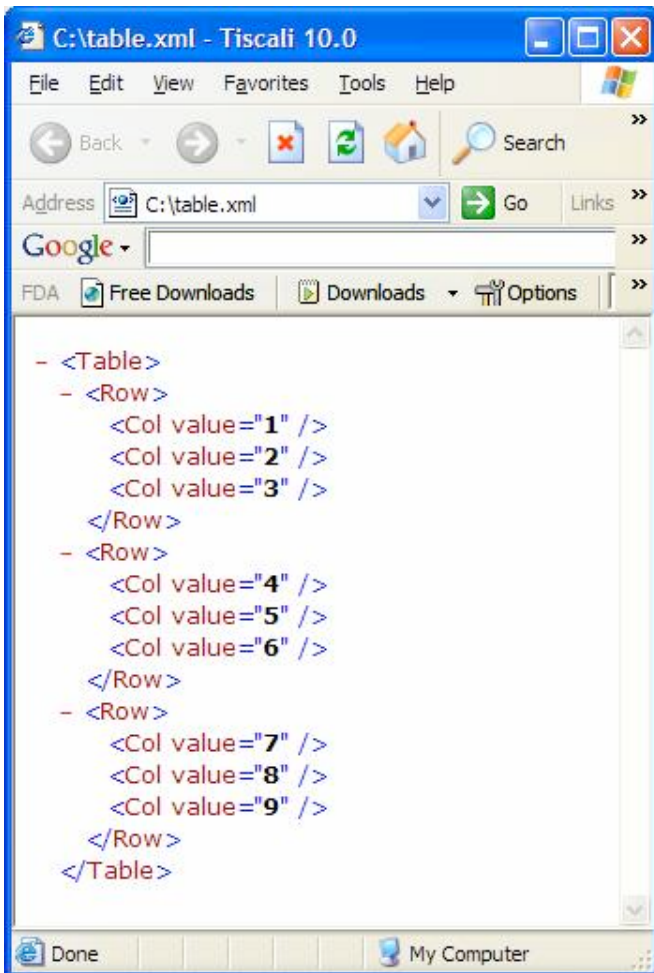 C:\table.xml - Tiscali 10.0
File Edit View Favorites Tools Help
Back Search »
Address C:\table.xml Go Links »
Google »
FDA Free Downloads Downloads Options »
- <Table>
- <Row>
<Col value="1" />
<Col value="2" />
<Col value="3" />
</Row>
- <Row>
<Col value="4" />
<Col value="5" />
<Col value="6" />
</Row>
- <Row>
<Col value="7" />
<Col value="8" />
<Col value="9" />
</Row>
</Table>
Done My Computer